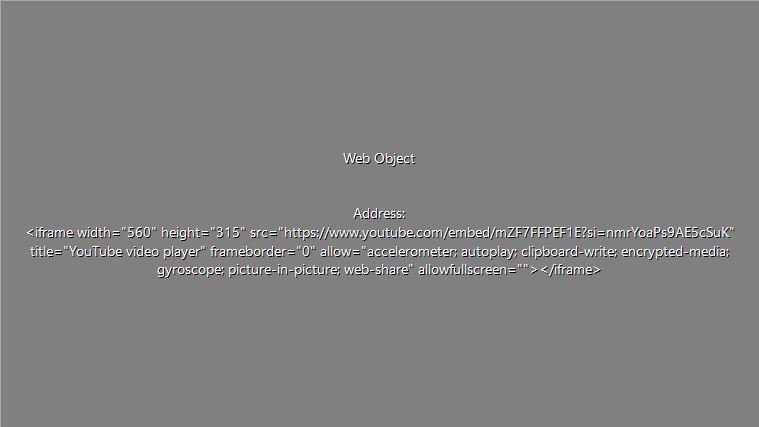 Web Object
Address:
<iframe width="560" height="315" src="https://www.youtube.com/embed/mZF7FFPEF1E?si=nmrYoaPs9AE5cSuK"
title="YouTube video player" frameborder="0" allow="accelerometer; autoplay; clipboard-write; encrypted-media;
gyroscope; picture-in-picture; web-share" allowfullscreen=""></iframe>